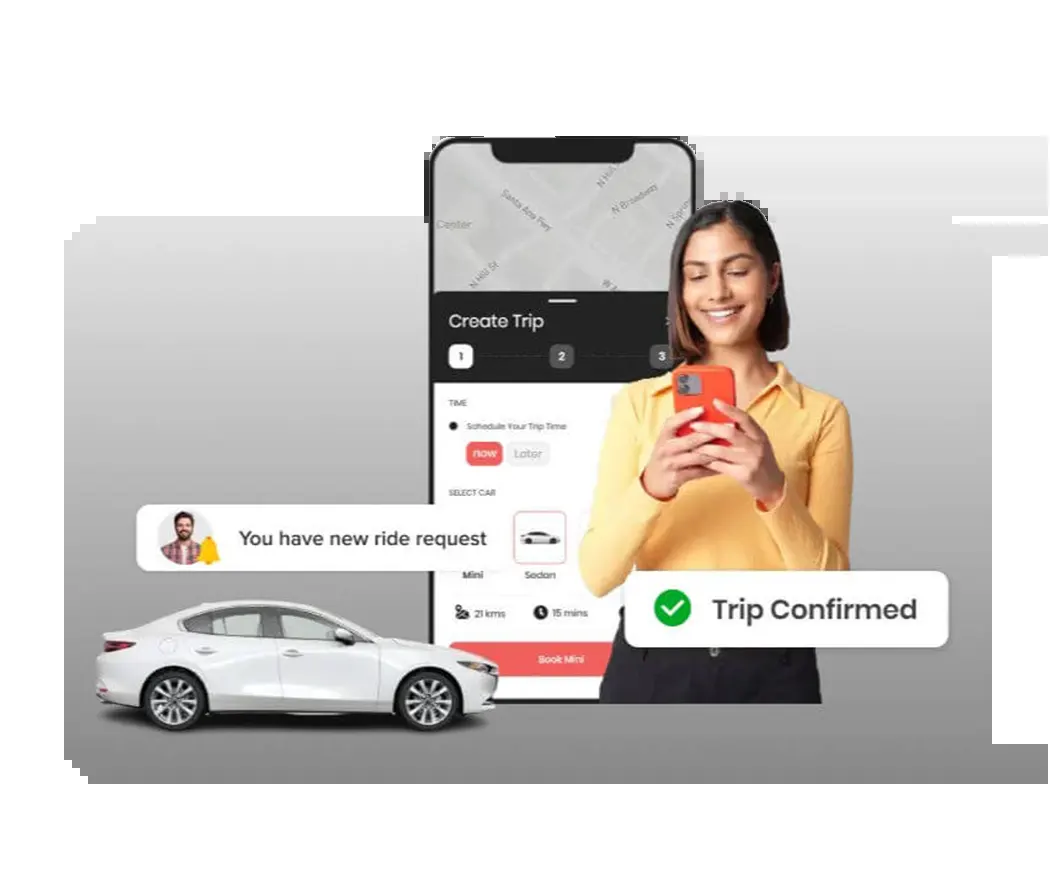 Santa Ana Fwy
N Hill
N Broadway
N Spri
Center
N Hill St
W
Create Trip
1
2
3
TIME
Schedule Your Trip Time
now
Later
SELECT CAR
You have new ride request
Mini
Sedan
21 kms
15 mins
Trip Confirmed
Book Mini